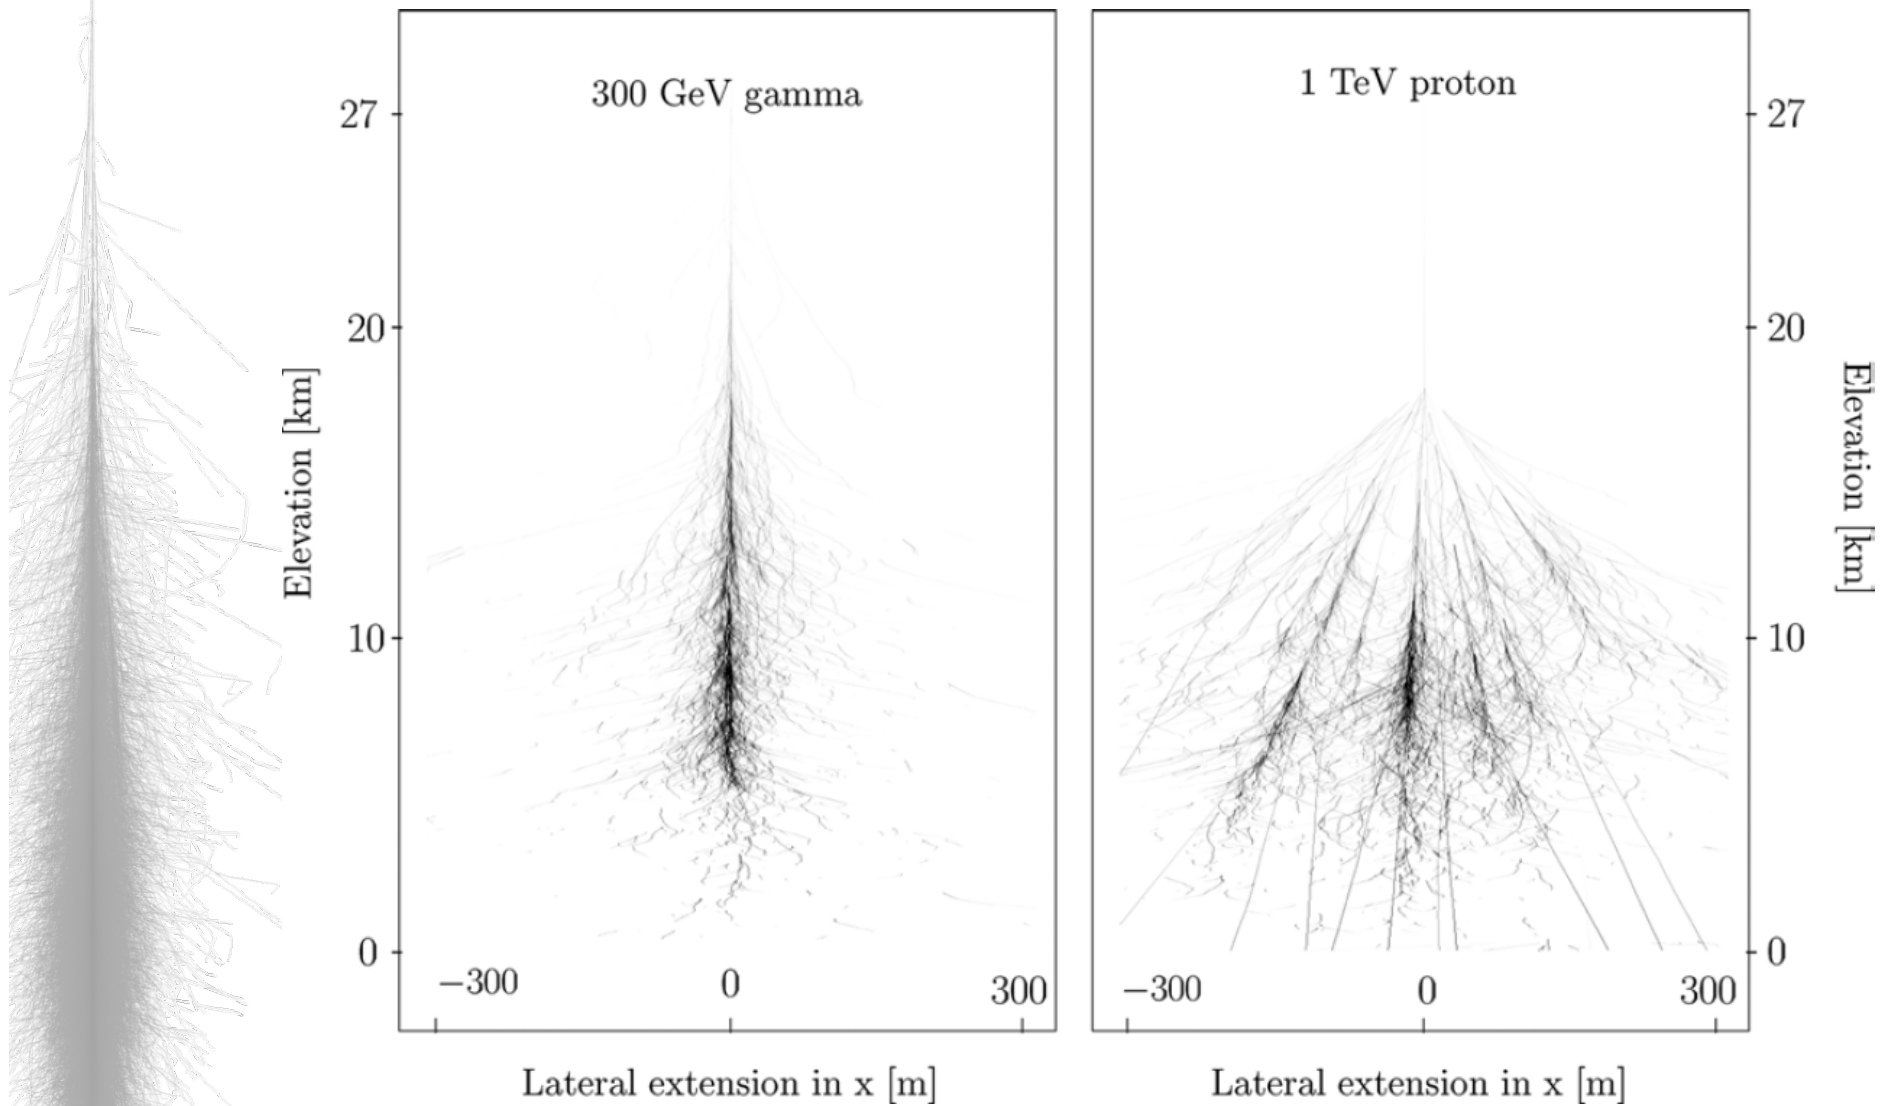 300 GeV gamma
27
20
10
0
Elevation [km]
−300 0 300
Lateral extension in x [m]
1 TeV proton
27
20
10
0
Elevation [km]
−300 0 300
Lateral extension in x [m]